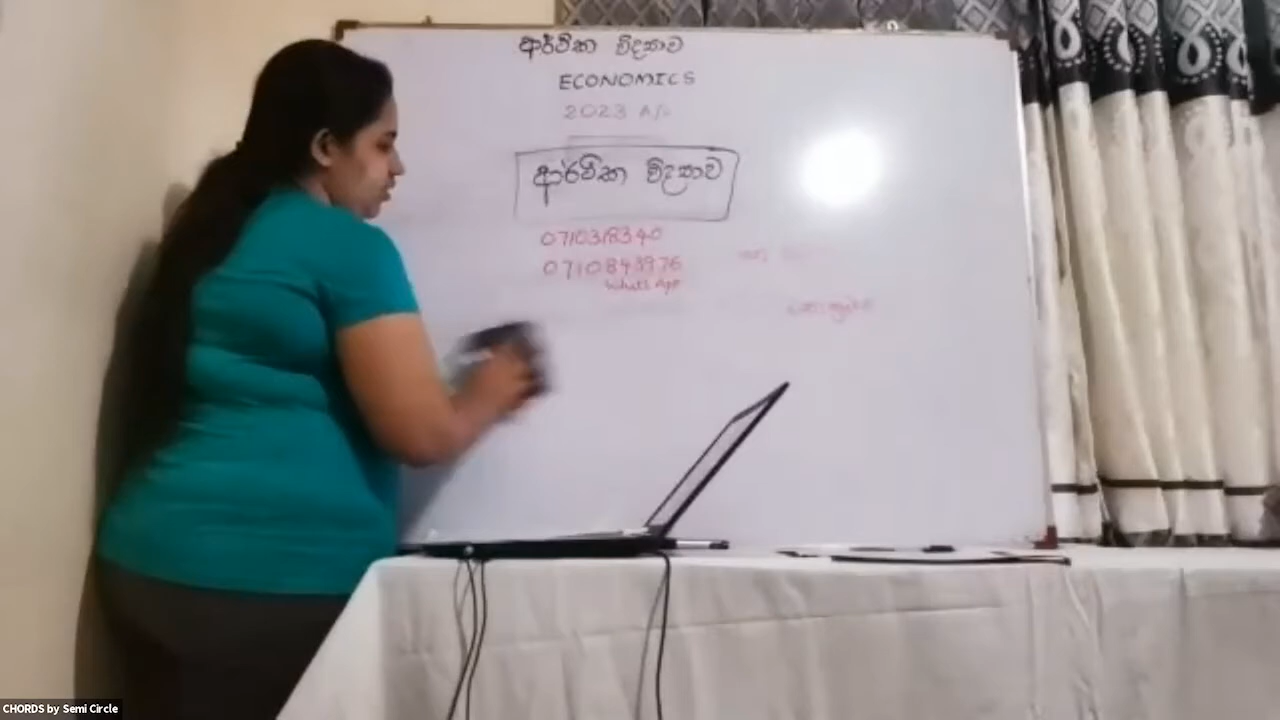 ආර්ථික විද්‍යාව
ECONOMICS
2023 A/L
ආර්ථික විද්‍යාව
0710318340
0710843976
WhatsApp
CHORDS by Semi Circle